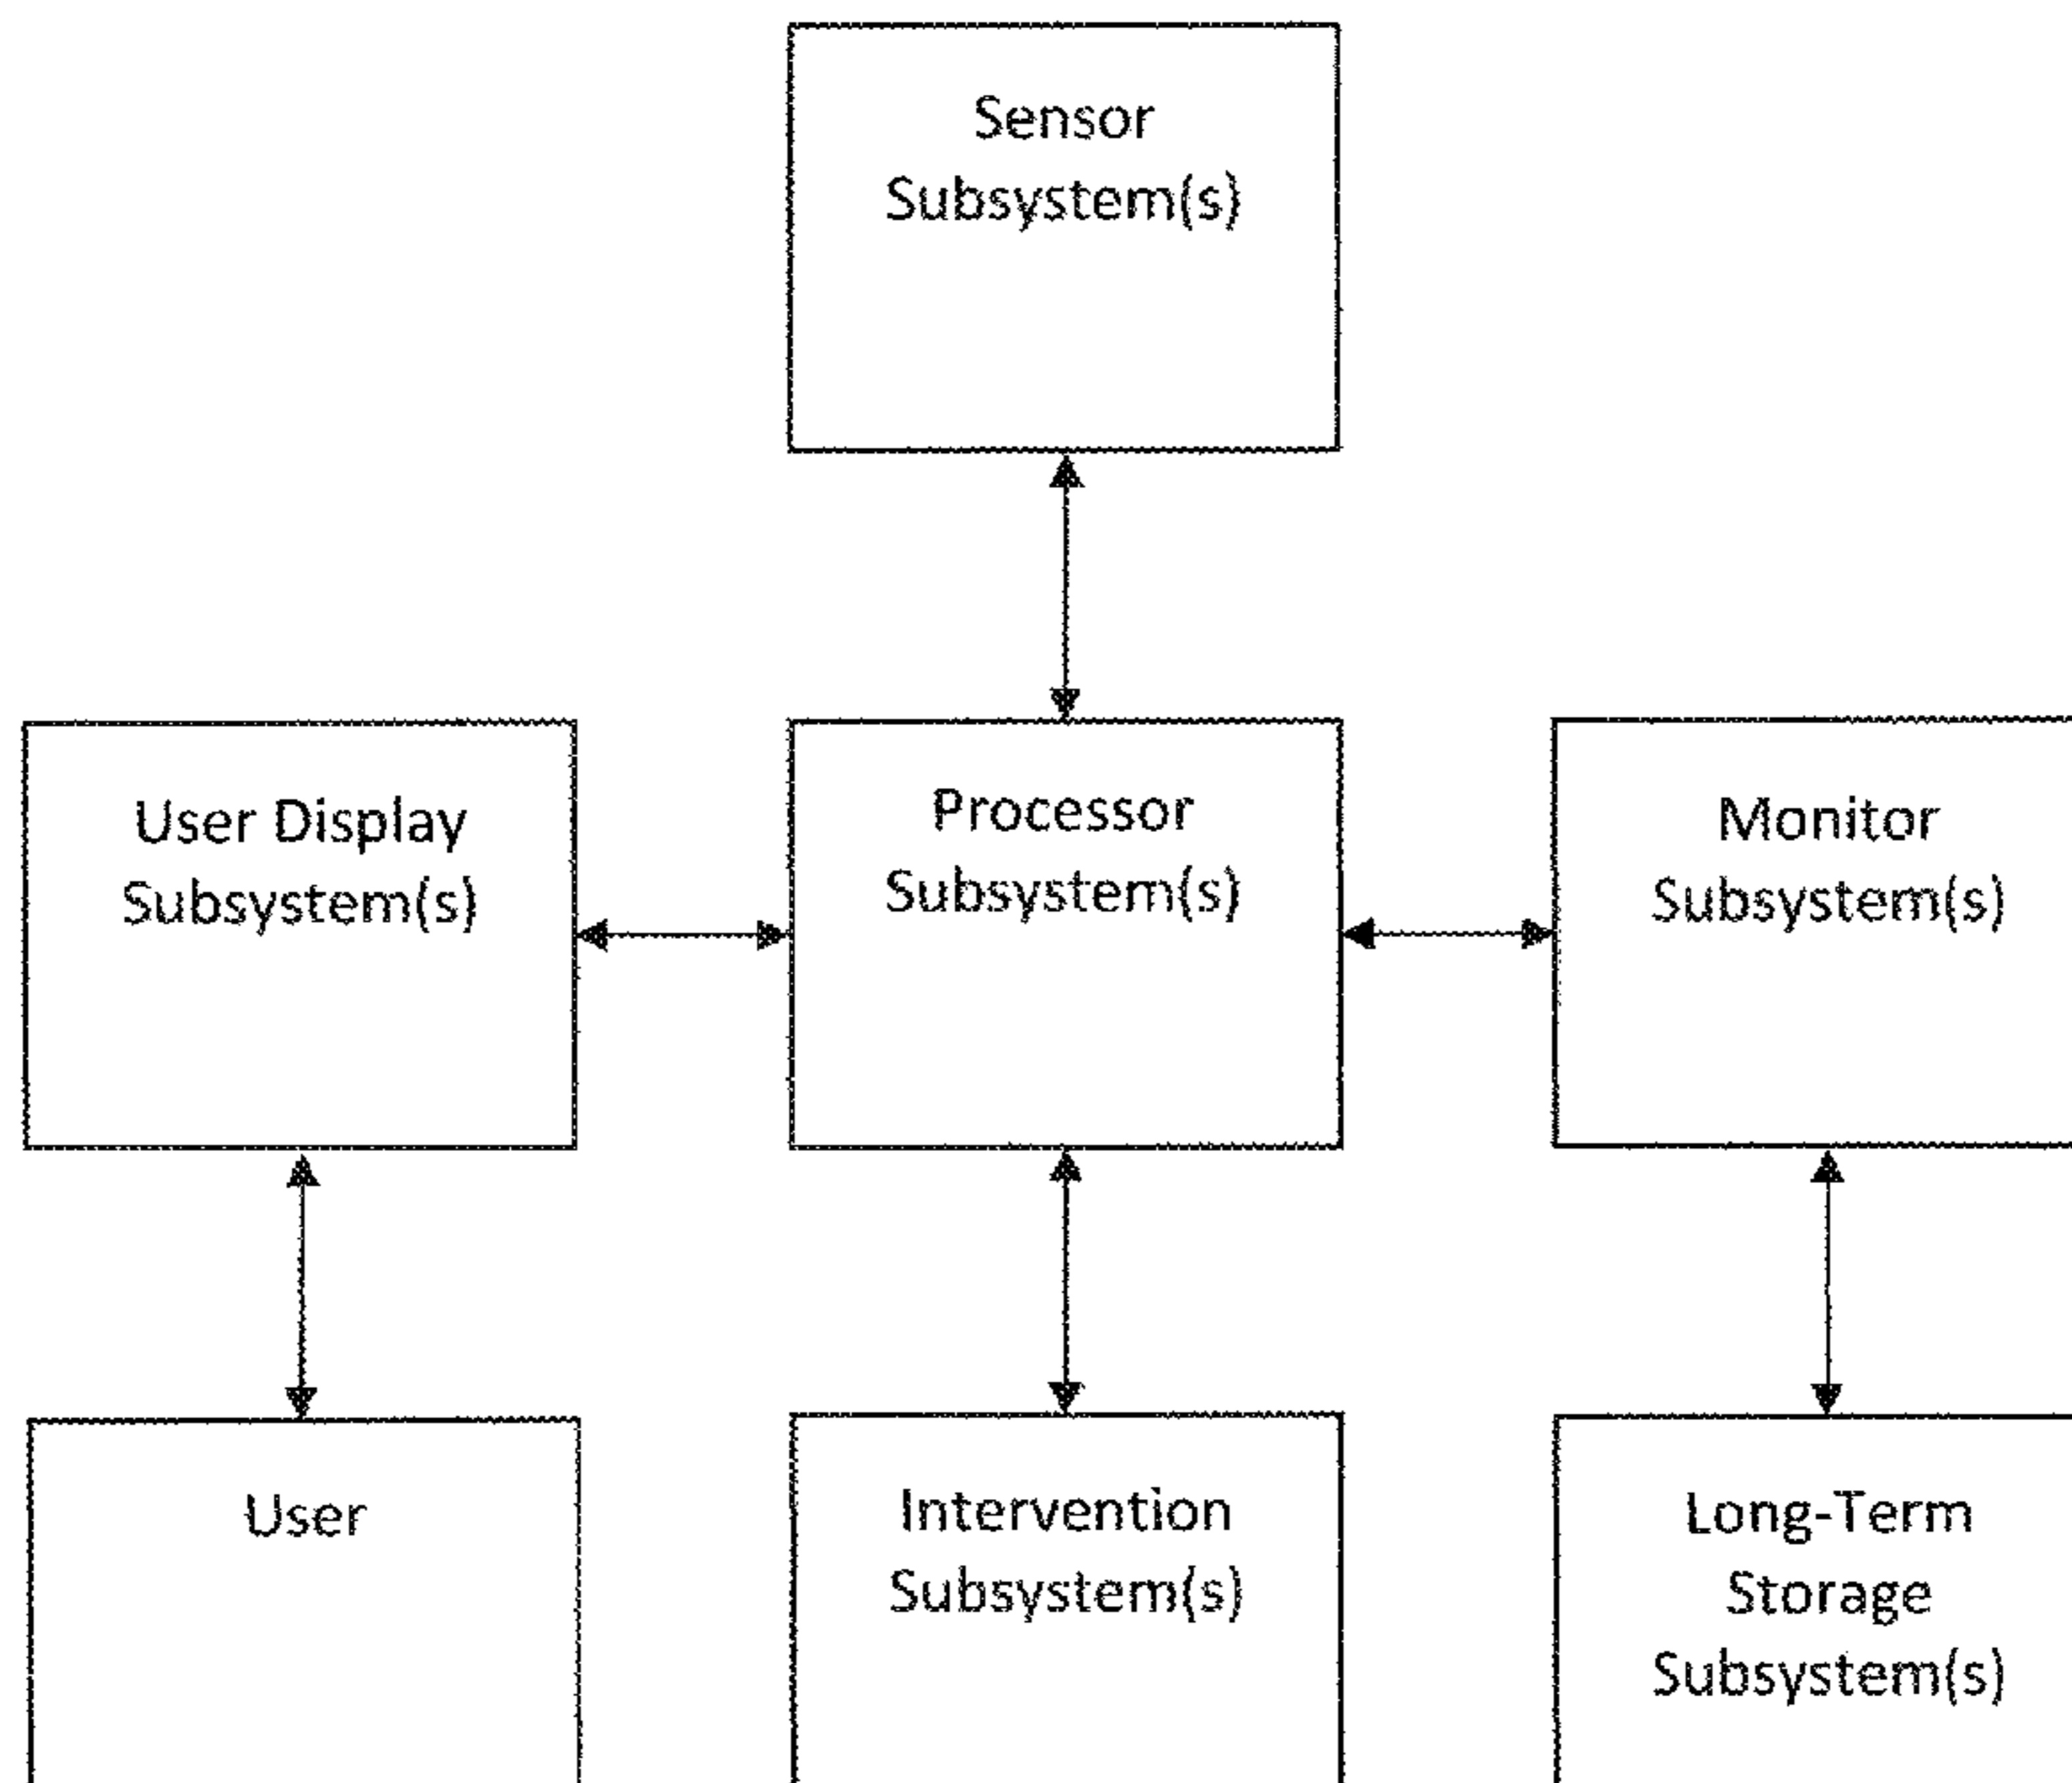 Sensor
Subsystem(s)
User Display
Subsystem(s)
Processor
Subsystem(s)
Monitor
Subsystem(s)
User
Intervention
Subsystem(s)
Long-Term
Storage
Subsystem(s)